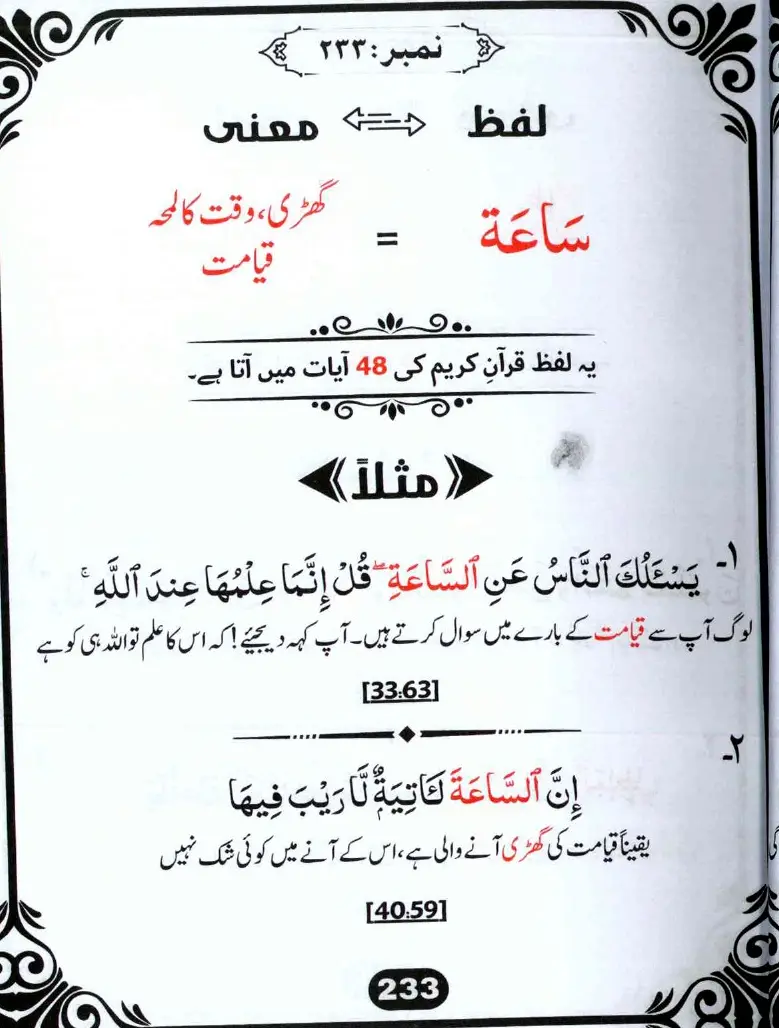 نمبر: ۲۳۳
لفظ معنی
سَاعَة = گھڑی، وقت کا لمحہ
قیامت
یہ لفظ قرآنِ کریم کی 48 آیات میں آتا ہے۔
مثلاً
۱- يَسْـَٔلُكَ ٱلنَّاسُ عَنِ ٱلسَّاعَةِ ۖ قُلْ إِنَّمَا عِلْمُهَا عِندَ ٱللَّهِ ۚ
لوگ آپ سے قیامت کے بارے میں سوال کرتے ہیں۔ آپ کہہ دیجئیے! کہ اس کا علم تو اللہ ہی کو ہے
[33:63]
۲-
إِنَّ ٱلسَّاعَةَ لَـَٔاتِيَةٌ لَّا رَيْبَ فِيهَا
یقیناً قیامت کی گھڑی آنے والی ہے، اس کے آنے میں کوئی شک نہیں
[40:59]
233